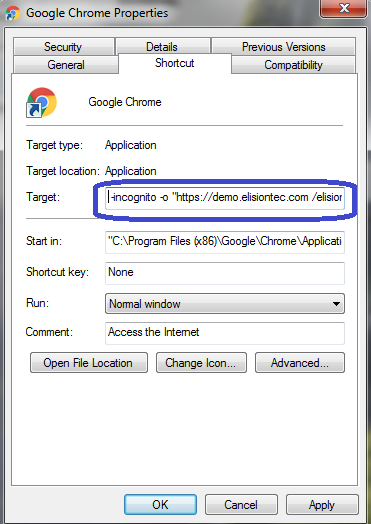 Google Chrome Properties
Security Details Previous Versions
General Shortcut Compatibility
Google Chrome
Target type: Application
Target location: Application
Target: -incognito -o "https://demo.elisiontec.com /elision
Start in: "C:\Program Files (x86)\Google\Chrome\Applicati
Shortcut key: None
Run: Normal window
Comment: Access the Internet
Open File Location Change Icon... Advanced...
OK Cancel Apply